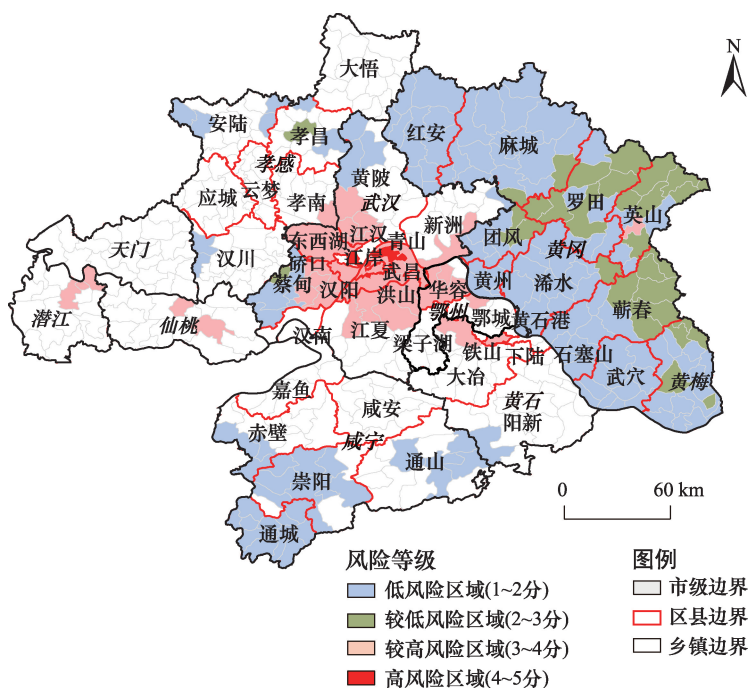 N
大悟
安陆
孝昌
红安
麻城
孝感
黄陂
应城
云梦
孝南
武汉
新洲
罗田
英山
天门
汉川
东西湖
江汉
青山
团风
黄冈
硚口
江岸
武昌
蔡甸
汉阳
洪山
华容
黄州
浠水
蕲春
潜江
仙桃
汉南
江夏
鄂州
鄂城
黄石港
梁子湖
铁山
下陆
石塞山
大冶
武穴
黄梅
嘉鱼
咸安
黄石
阳新
赤壁
咸宁
通山
崇阳
通城
0 60 km
风险等级
低风险区域(1~2分)
较低风险区域(2~3分)
较高风险区域(3~4分)
高风险区域(4~5分)
图例
市级边界
区县边界
乡镇边界